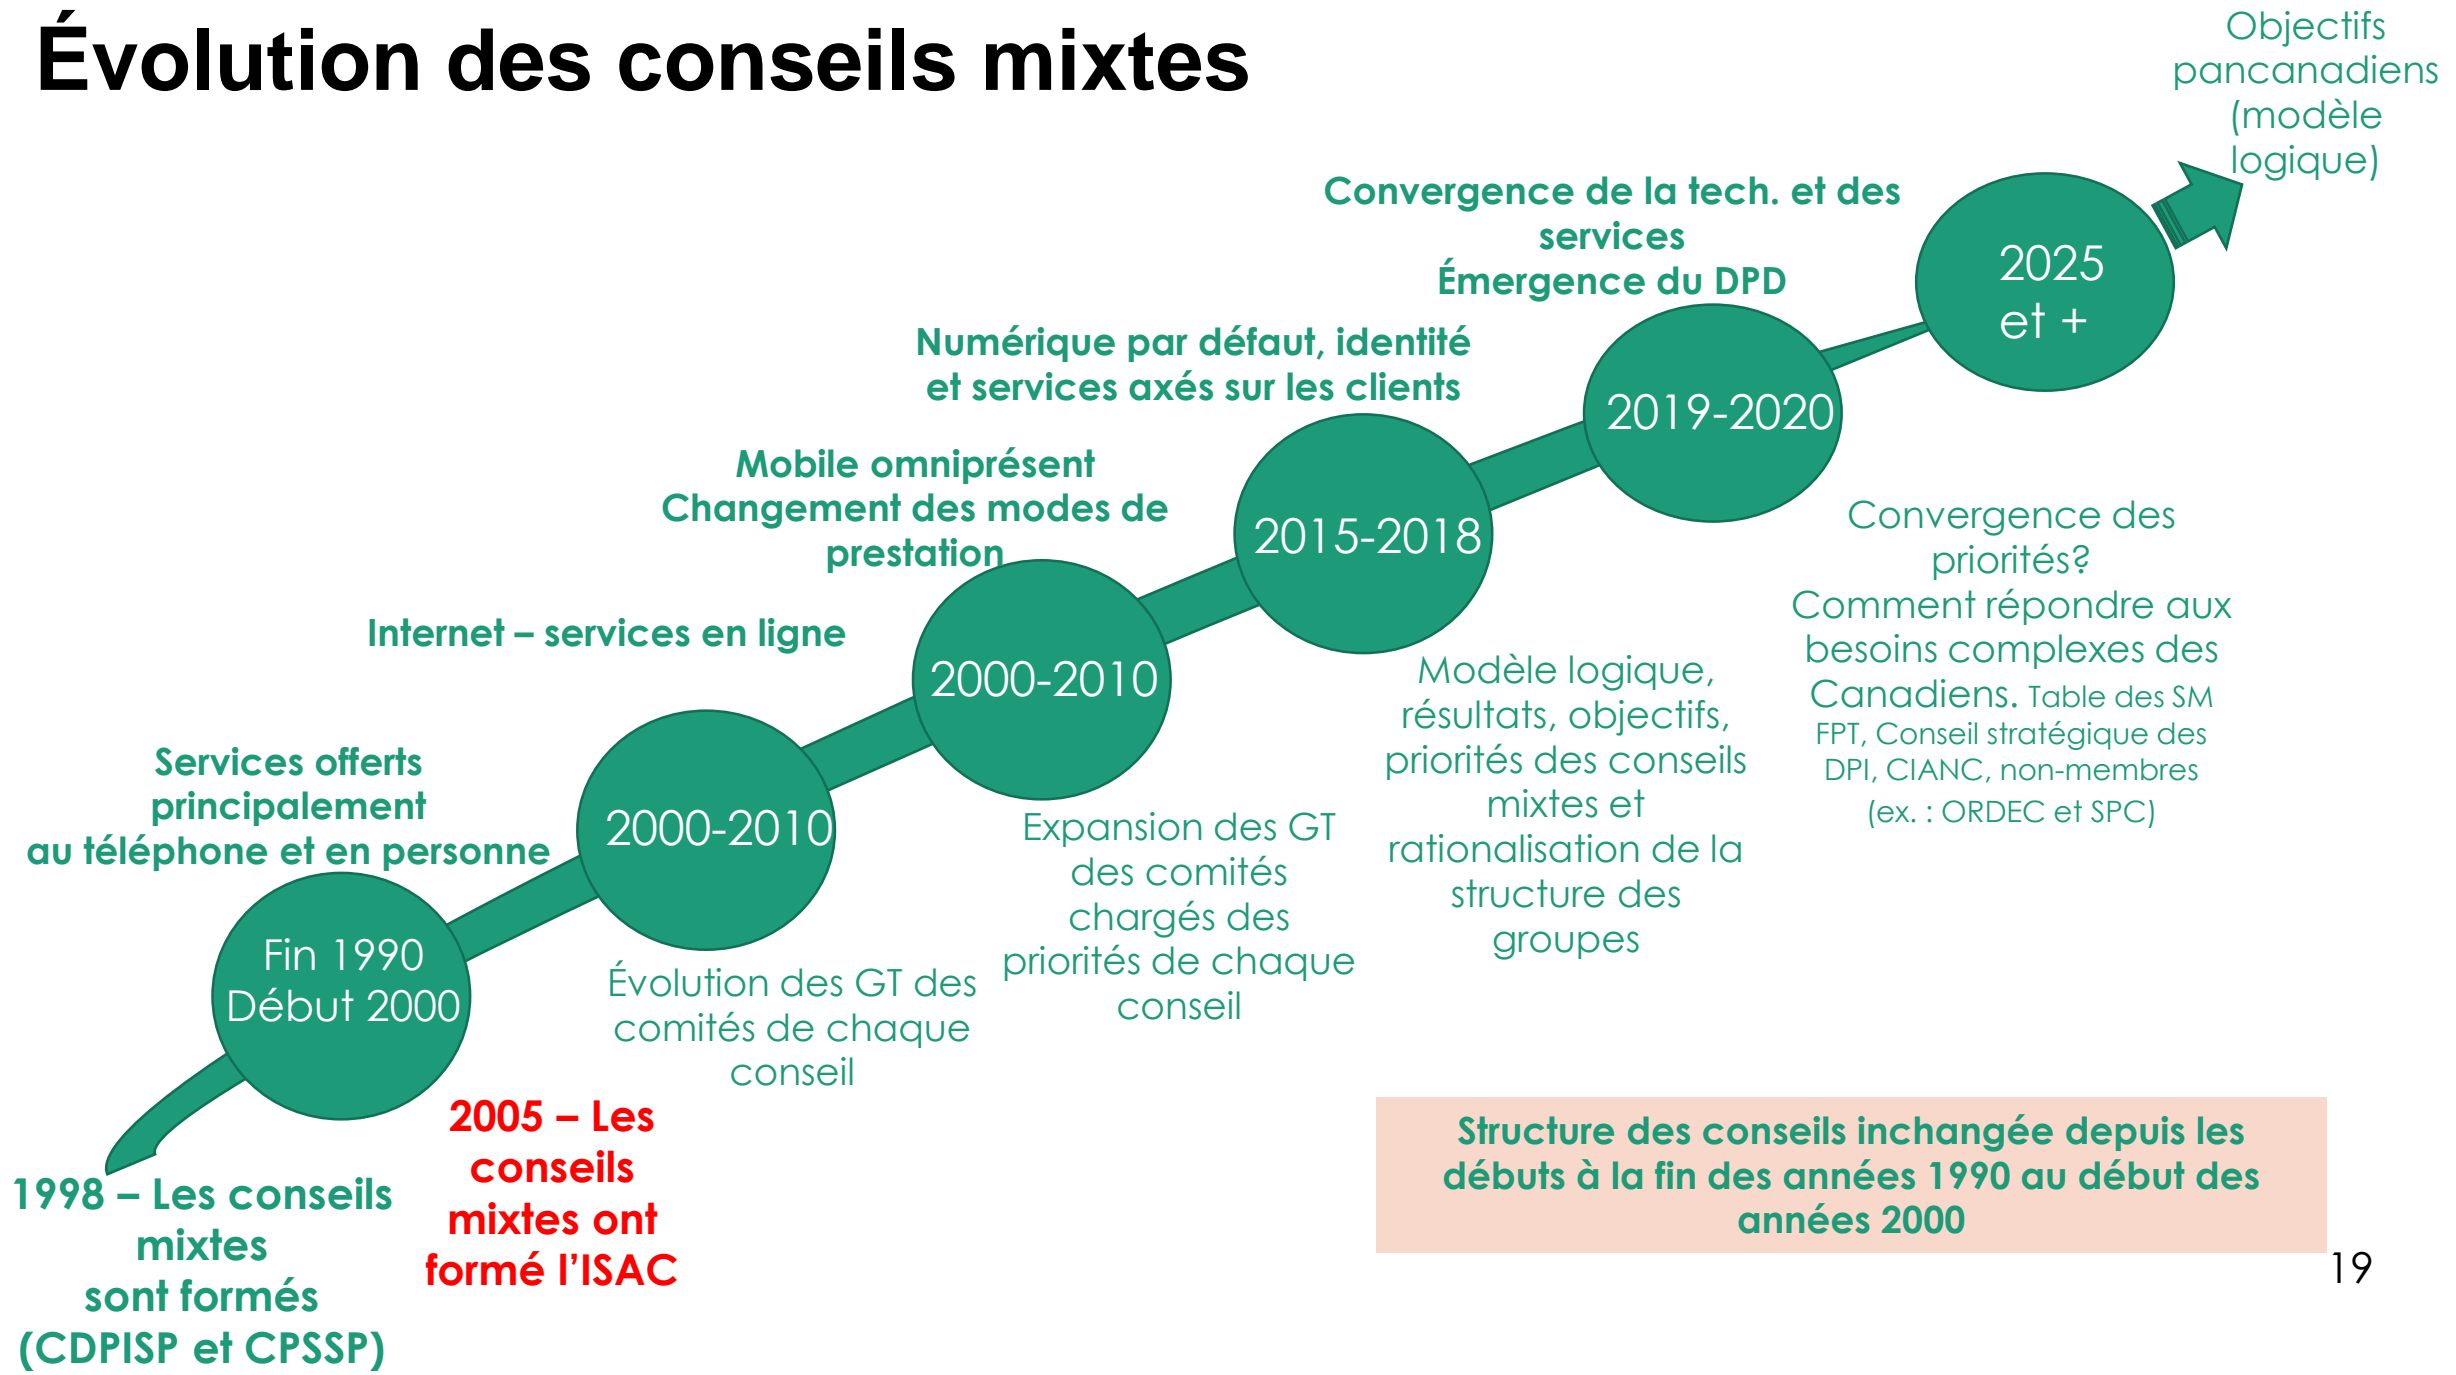 Évolution des conseils mixtes
Objectifs
pancanadiens
(modèle
logique)
Convergence de la tech. et des
services
Émergence du DPD
2025
et +
Numérique par défaut, identité
et services axés sur les clients
2019-2020
Mobile omniprésent
Changement des modes de
prestation
2015-2018
Convergence des
priorités?
Comment répondre aux
besoins complexes des
Canadiens. Table des SM
FPT, Conseil stratégique des
DPI, CIANC, non-membres
(ex. : ORDEC et SPC)
Internet – services en ligne
2000-2010
Modèle logique,
résultats, objectifs,
priorités des conseils
mixtes et
rationalisation de la
structure des
groupes
Services offerts
principalement
au téléphone et en personne
2000-2010
Expansion des GT
des comités
chargés des
priorités de chaque
conseil
Fin 1990
Début 2000
Évolution des GT des
comités de chaque
conseil
1998 – Les conseils
mixtes
sont formés
(CDPISP et CPSSP)
2005 – Les
conseils
mixtes ont
formé l’ISAC
Structure des conseils inchangée depuis les
débuts à la fin des années 1990 au début des
années 2000
19